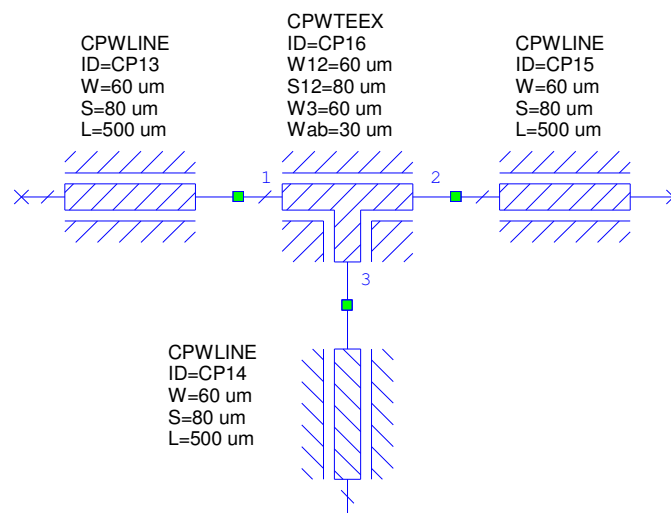 CPWLINE
ID=CP13
W=60 um
S=80 um
L=500 um
CPWTEEX
ID=CP16
W12=60 um
S12=80 um
W3=60 um
Wab=30 um
CPWLINE
ID=CP15
W=60 um
S=80 um
L=500 um
1
2
3
CPWLINE
ID=CP14
W=60 um
S=80 um
L=500 um